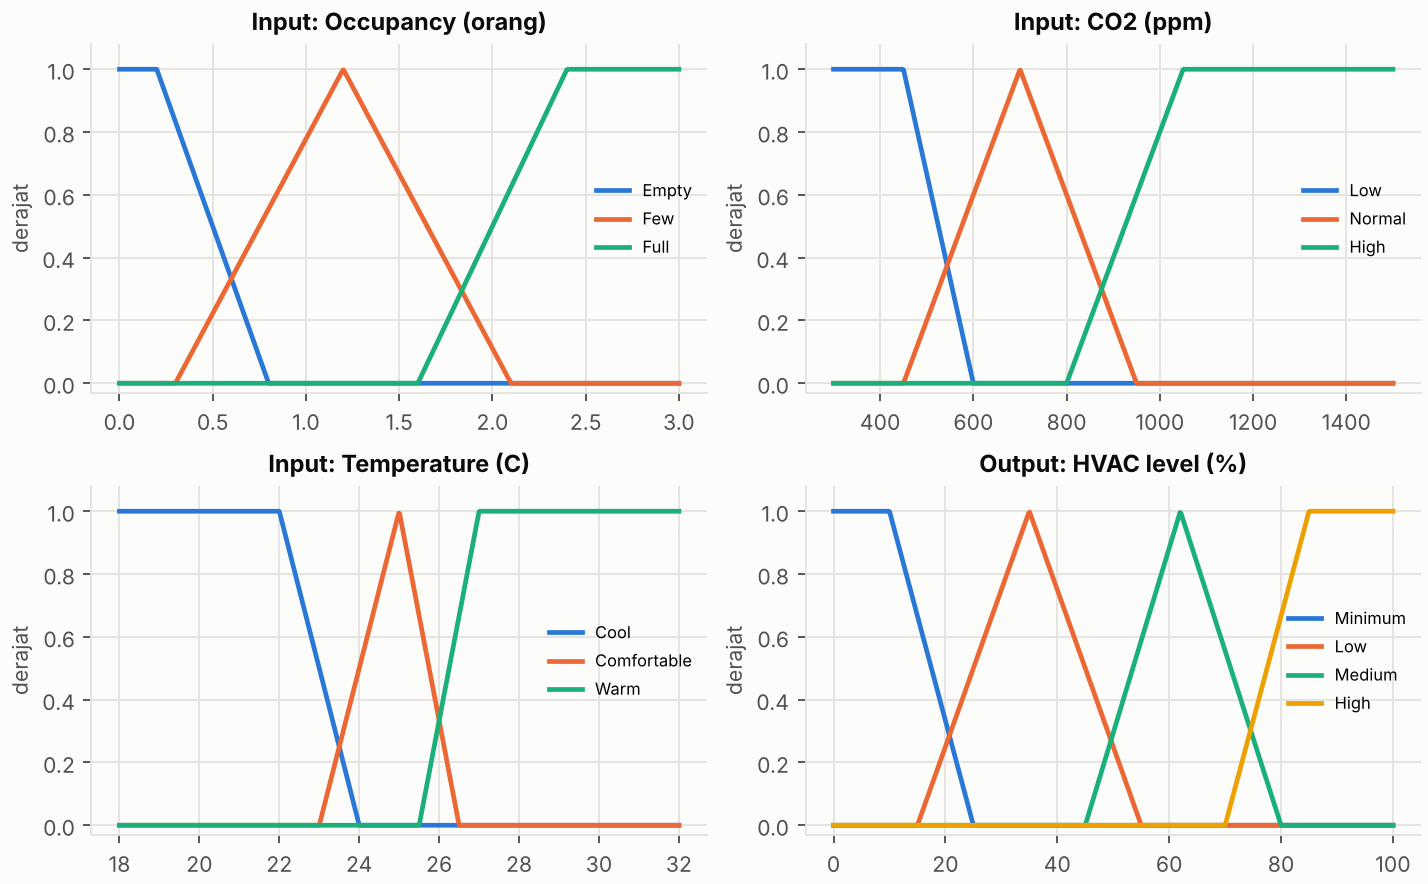 Input: Occupancy (orang)
1.0
0.8
0.6
0.4
0.2
0.0
derajat
Empty
Few
Full
0.0 0.5 1.0 1.5 2.0 2.5 3.0
Input: CO2 (ppm)
1.0
0.8
0.6
0.4
0.2
0.0
derajat
Low
Normal
High
400 600 800 1000 1200 1400
Input: Temperature (C)
1.0
0.8
0.6
0.4
0.2
0.0
derajat
Cool
Comfortable
Warm
18 20 22 24 26 28 30 32
Output: HVAC level (%)
1.0
0.8
0.6
0.4
0.2
0.0
derajat
Minimum
Low
Medium
High
0 20 40 60 80 100